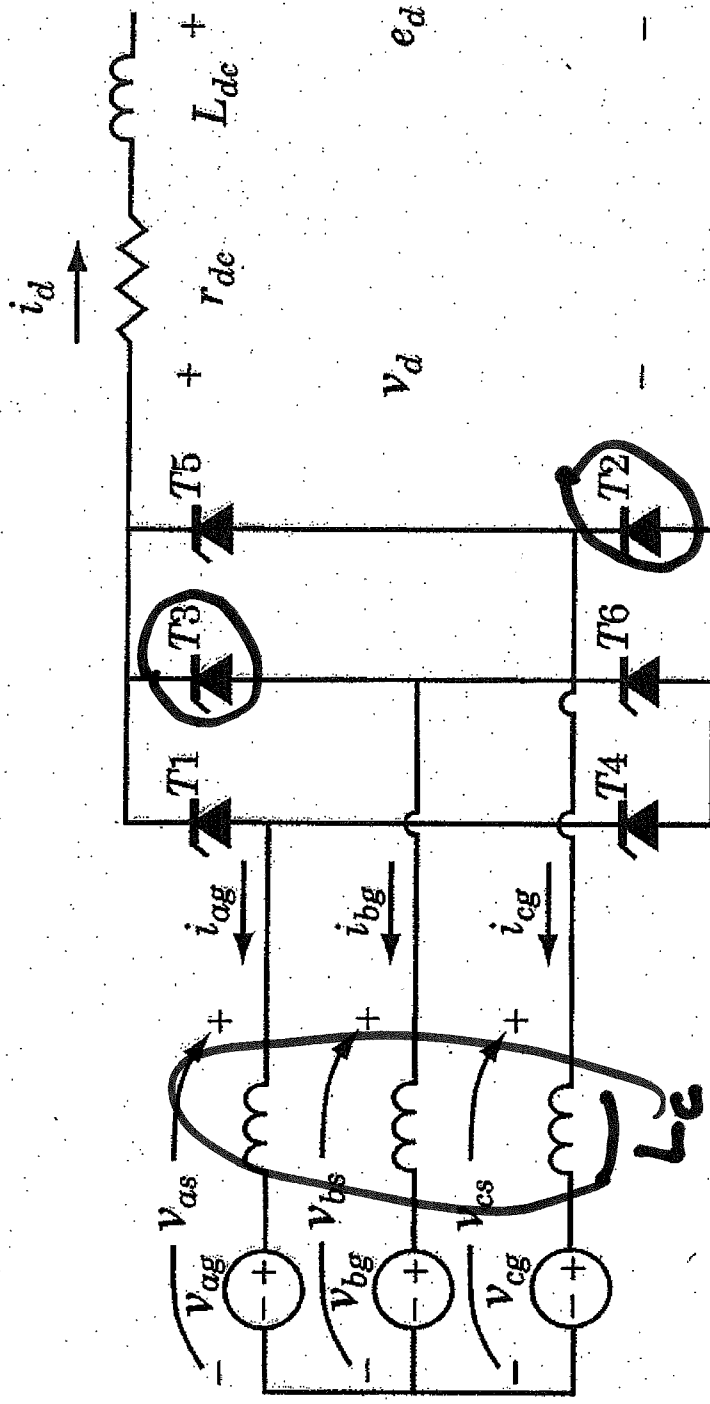 i_d
T1 T3 T5 + r_dc L_dc +
v_as +
v_ag + − i_ag
v_bs +
v_bg + − i_bg v_d e_d
v_cs +
v_cg + − i_cg
T4 T6 T2 − −
L_c